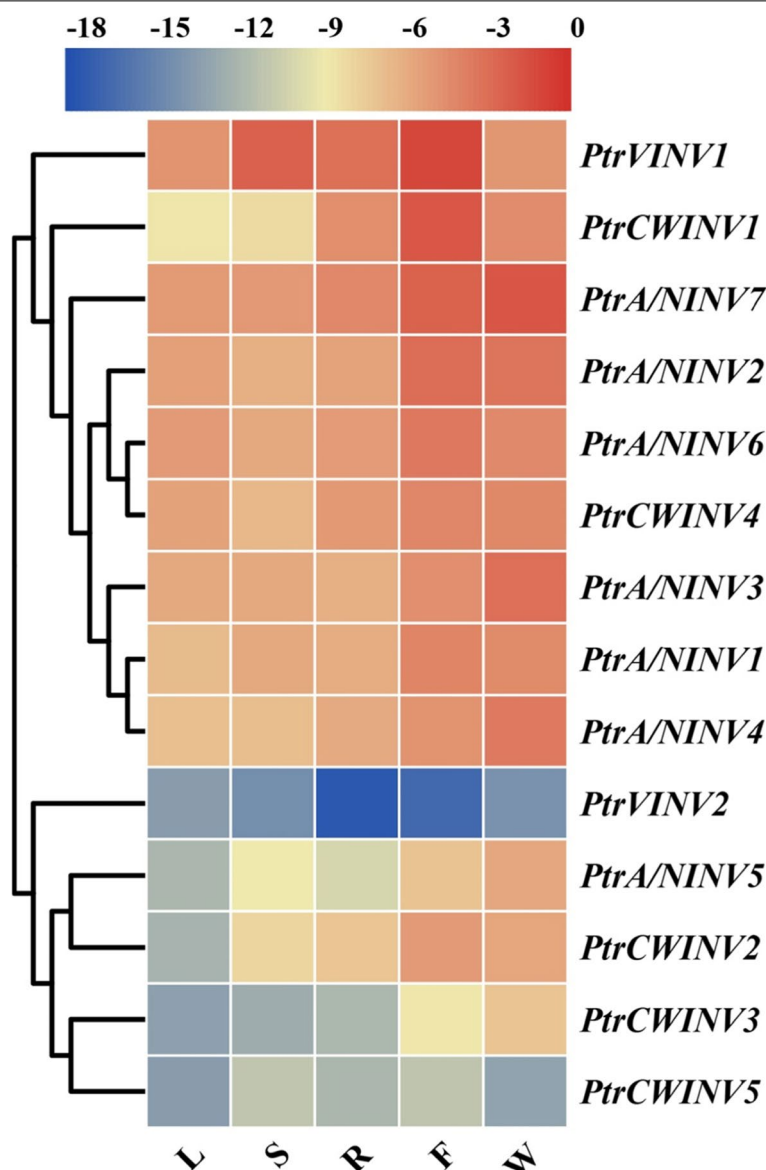 -18 -15 -12 -9 -6 -3 0
PtrVINV1
PtrCWINV1
PtrA/NINV7
PtrA/NINV2
PtrA/NINV6
PtrCWINV4
PtrA/NINV3
PtrA/NINV1
PtrA/NINV4
PtrVINV2
PtrA/NINV5
PtrCWINV2
PtrCWINV3
PtrCWINV5
L S R F W